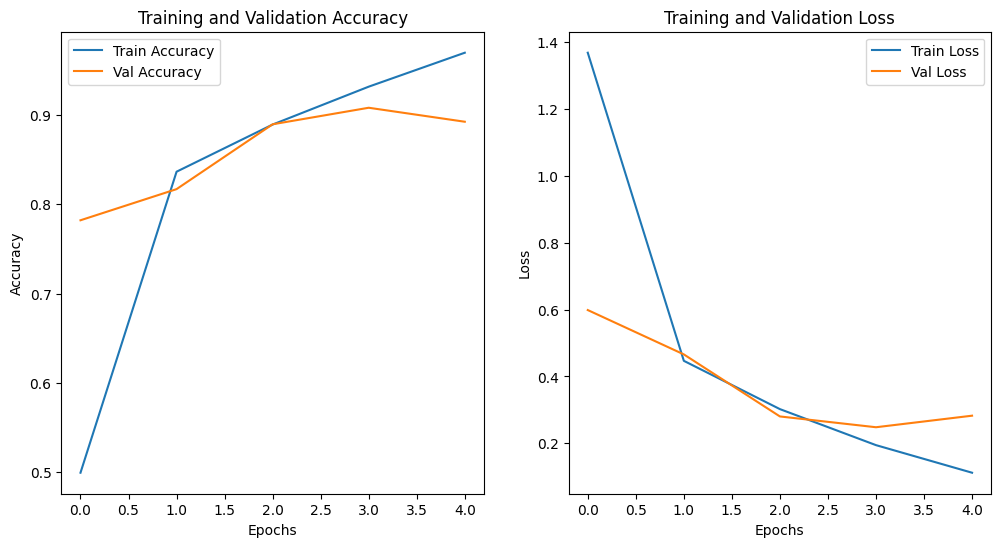 Training and Validation Accuracy
Train Accuracy
Val Accuracy
0.9
0.8
0.7
0.6
0.5
Accuracy
0.0 0.5 1.0 1.5 2.0 2.5 3.0 3.5 4.0
Epochs
Training and Validation Loss
Train Loss
Val Loss
1.4
1.2
1.0
0.8
0.6
0.4
0.2
Loss
0.0 0.5 1.0 1.5 2.0 2.5 3.0 3.5 4.0
Epochs